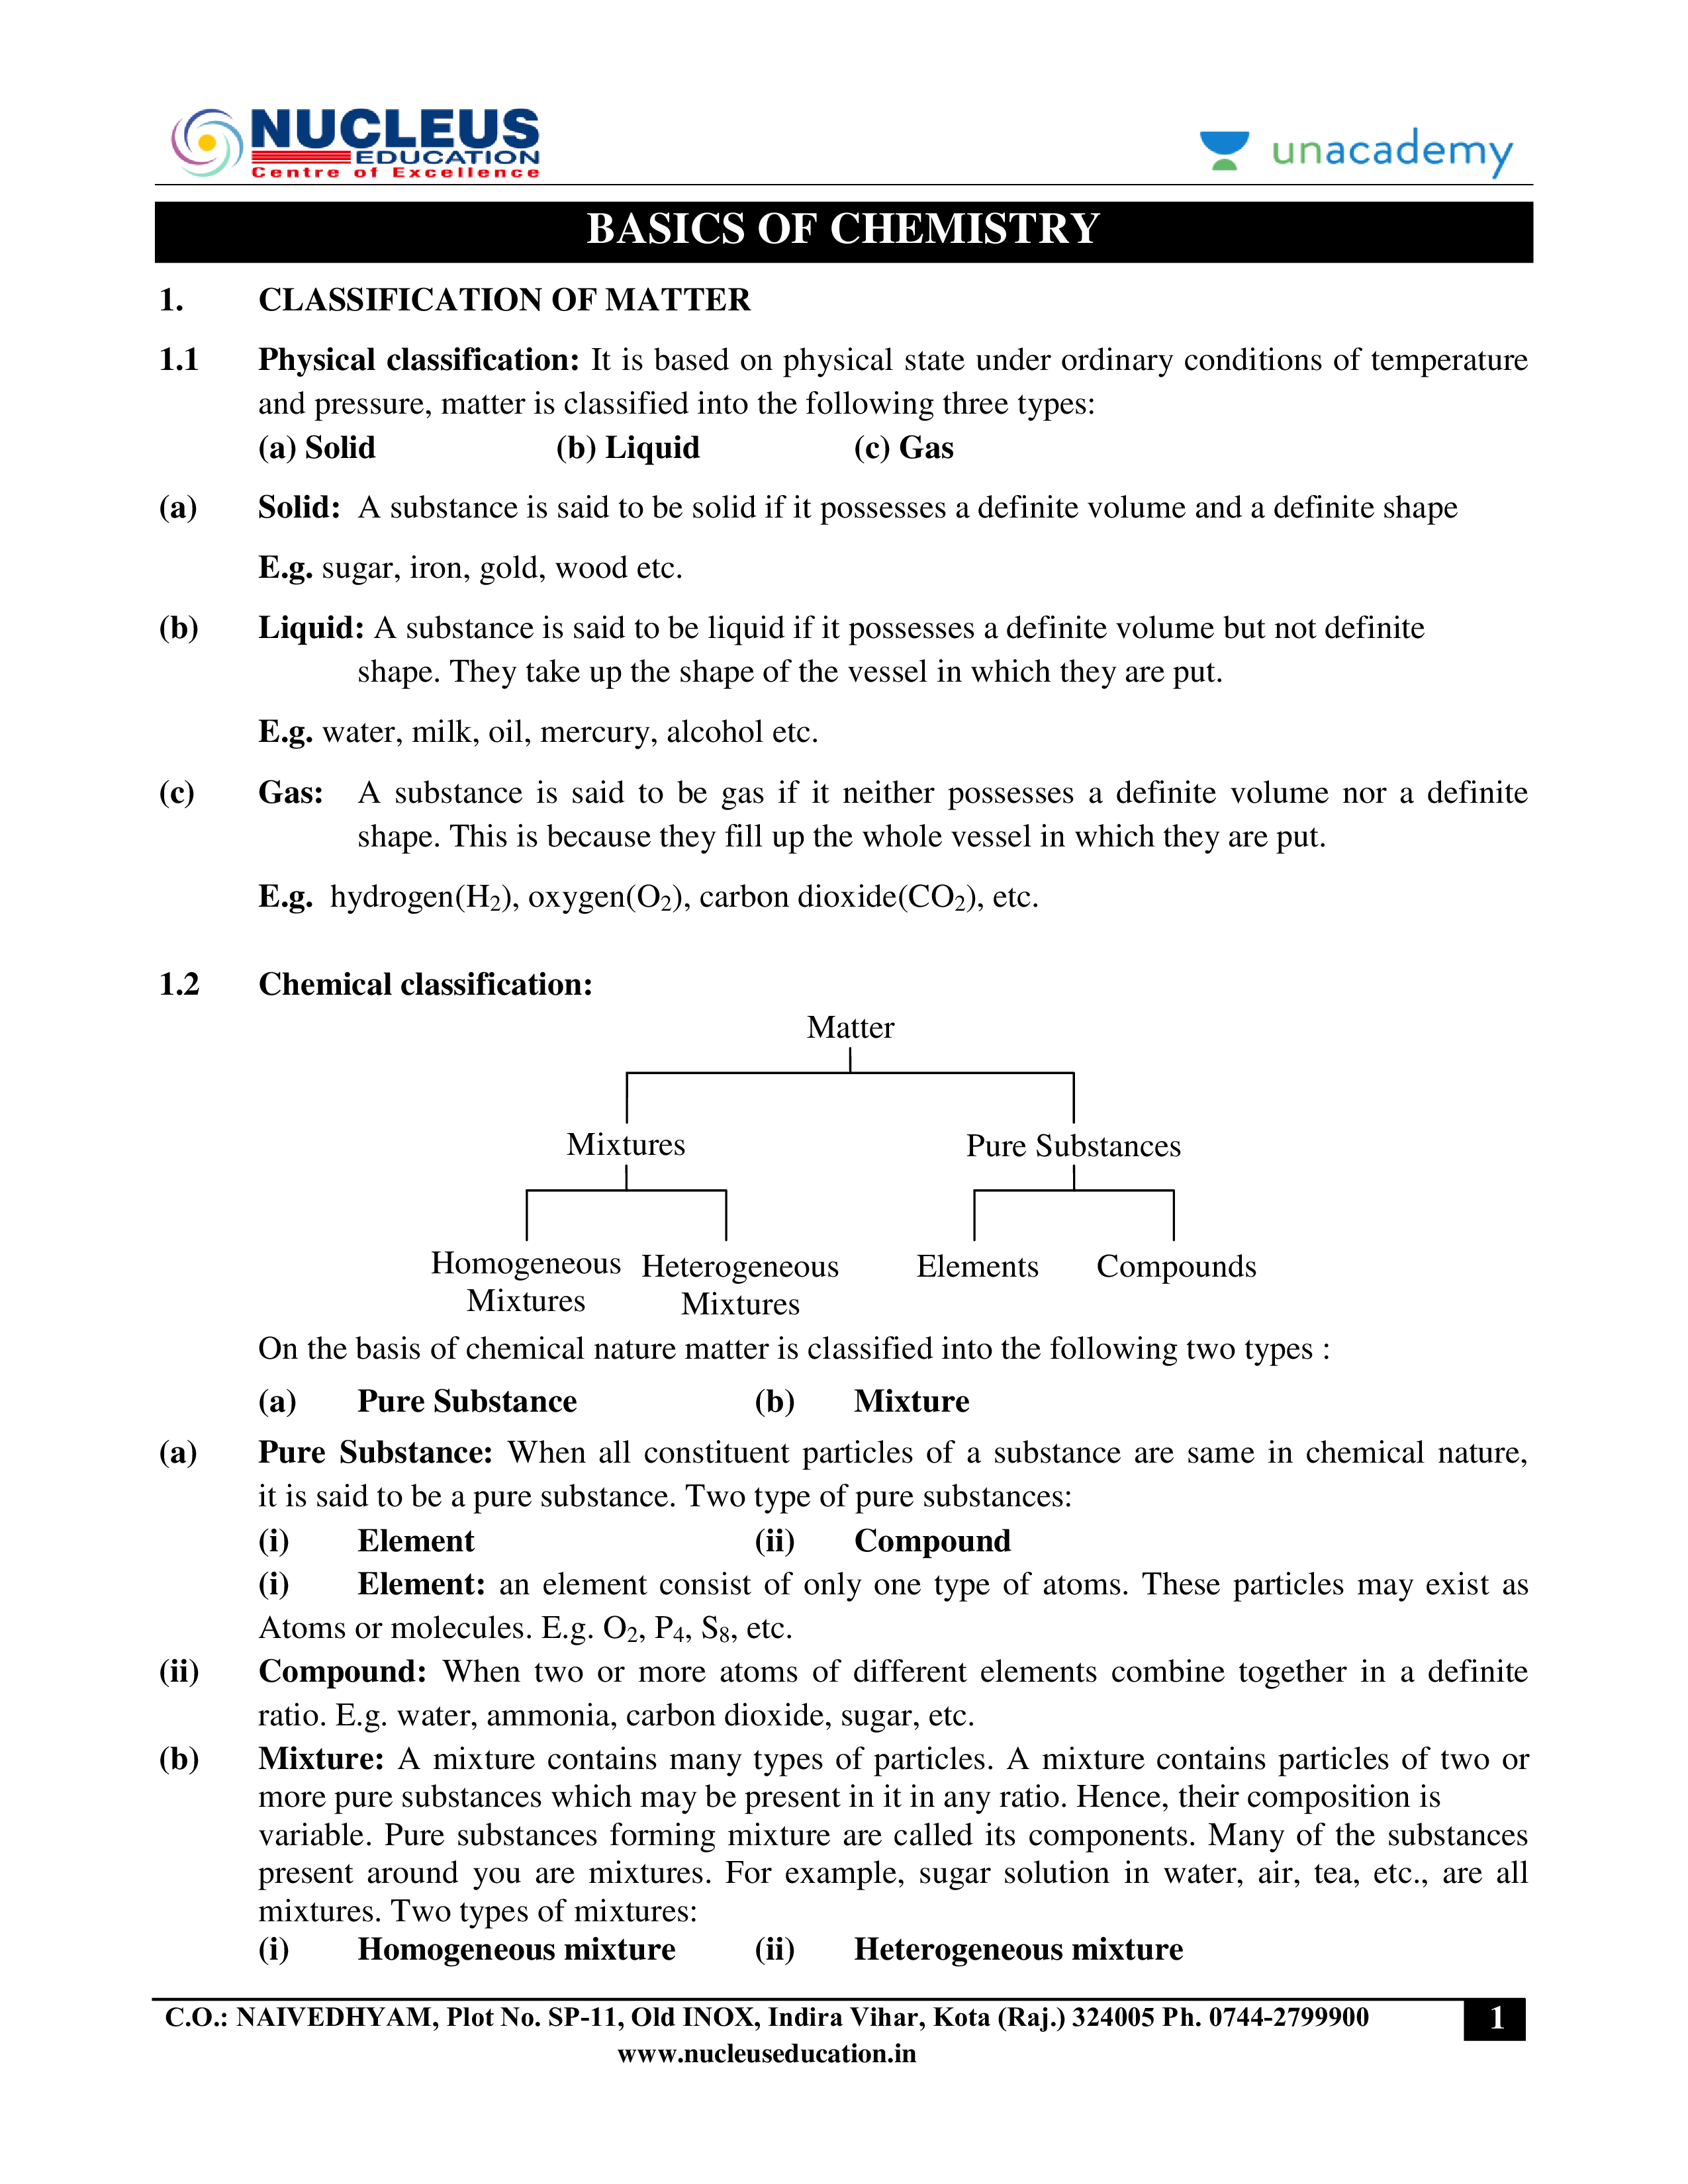 NUCLEUS
EDUCATION
Centre of Excellence
unacademy
BASICS OF CHEMISTRY
1. CLASSIFICATION OF MATTER
1.1 Physical classification: It is based on physical state under ordinary conditions of temperature
and pressure, matter is classified into the following three types:
(a) Solid (b) Liquid (c) Gas
(a) Solid: A substance is said to be solid if it possesses a definite volume and a definite shape
E.g. sugar, iron, gold, wood etc.
(b) Liquid: A substance is said to be liquid if it possesses a definite volume but not definite
shape. They take up the shape of the vessel in which they are put.
E.g. water, milk, oil, mercury, alcohol etc.
(c) Gas: A substance is said to be gas if it neither possesses a definite volume nor a definite
shape. This is because they fill up the whole vessel in which they are put.
E.g. hydrogen(H₂), oxygen(O₂), carbon dioxide(CO₂), etc.
1.2 Chemical classification:
Matter
Mixtures Pure Substances
Homogeneous Heterogeneous Elements Compounds
Mixtures Mixtures
On the basis of chemical nature matter is classified into the following two types :
(a) Pure Substance (b) Mixture
(a) Pure Substance: When all constituent particles of a substance are same in chemical nature,
it is said to be a pure substance. Two type of pure substances:
(i) Element (ii) Compound
(i) Element: an element consist of only one type of atoms. These particles may exist as
Atoms or molecules. E.g. O₂, P₄, S₈, etc.
(ii) Compound: When two or more atoms of different elements combine together in a definite
ratio. E.g. water, ammonia, carbon dioxide, sugar, etc.
(b) Mixture: A mixture contains many types of particles. A mixture contains particles of two or
more pure substances which may be present in it in any ratio. Hence, their composition is
variable. Pure substances forming mixture are called its components. Many of the substances
present around you are mixtures. For example, sugar solution in water, air, tea, etc., are all
mixtures. Two types of mixtures:
(i) Homogeneous mixture (ii) Heterogeneous mixture
C.O.: NAIVEDHYAM, Plot No. SP-11, Old INOX, Indira Vihar, Kota (Raj.) 324005 Ph. 0744-2799900 1
www.nucleuseducation.in